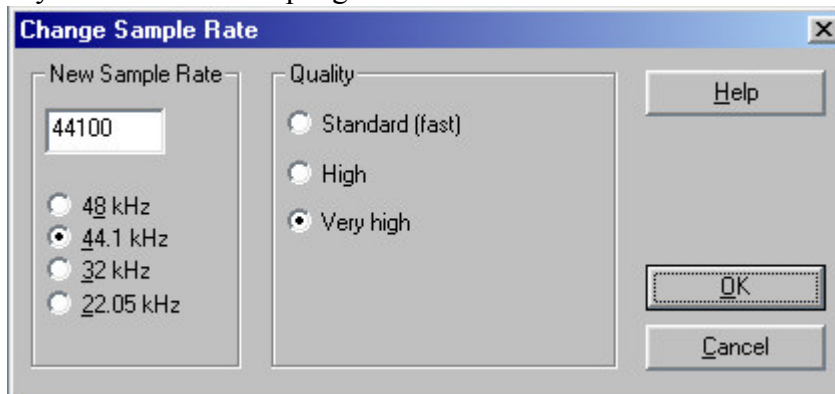 Change Sample Rate
New Sample Rate
44100
48 kHz
44.1 kHz
32 kHz
22.05 kHz
Quality
Standard (fast)
High
Very high
Help
OK
Cancel